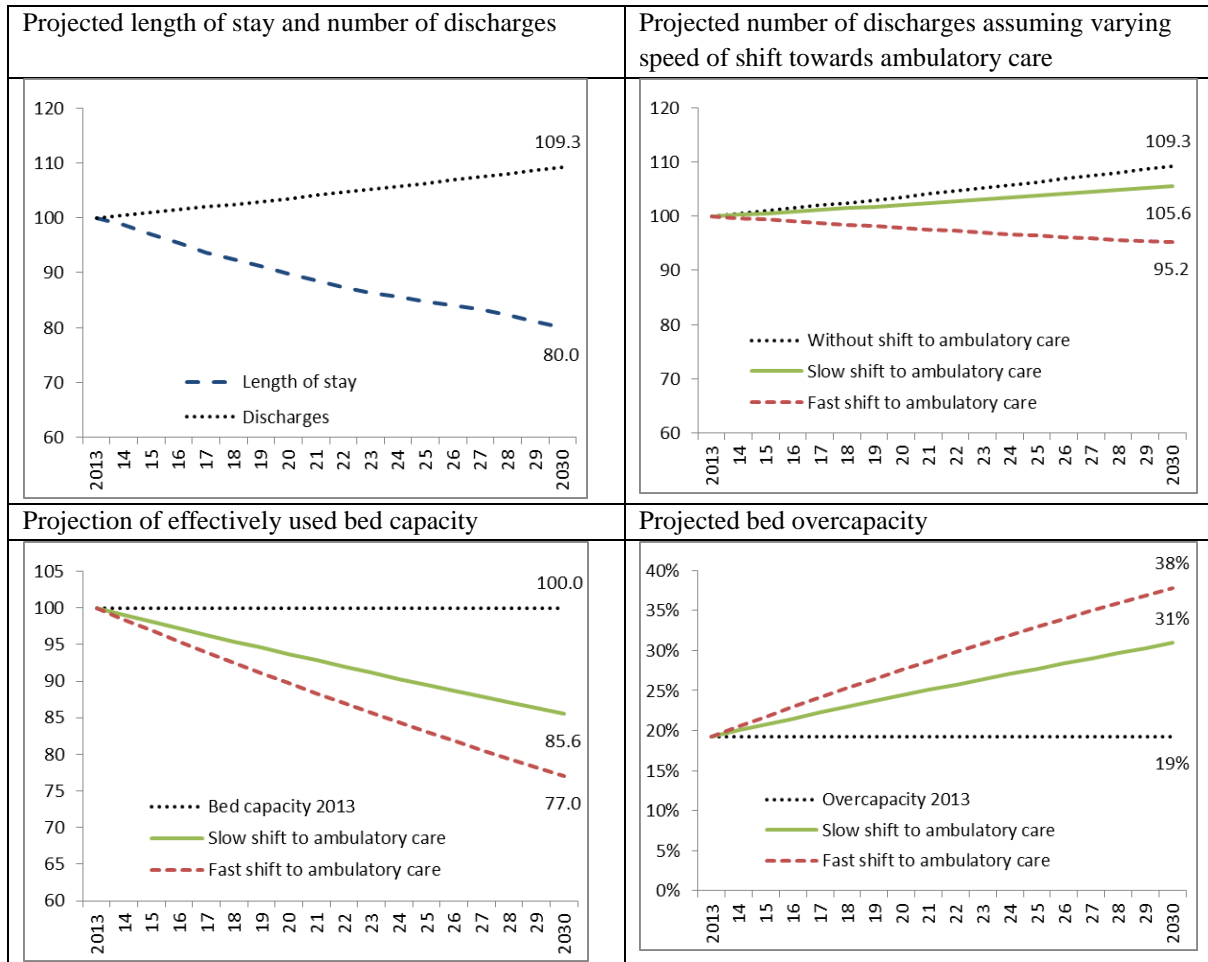 Projected length of stay and number of discharges
120
110
100
90
80
70
60
109.3
80.0
Length of stay
Discharges
2013 14 15 16 17 18 19 20 21 22 23 24 25 26 27 28 29 2030
Projected number of discharges assuming varying
speed of shift towards ambulatory care
120
110
100
90
80
70
60
109.3
105.6
95.2
Without shift to ambulatory care
Slow shift to ambulatory care
Fast shift to ambulatory care
2013 14 15 16 17 18 19 20 21 22 23 24 25 26 27 28 29 2030
Projection of effectively used bed capacity
105
100
95
90
85
80
75
70
65
60
100.0
85.6
77.0
Bed capacity 2013
Slow shift to ambulatory care
Fast shift to ambulatory care
2013 14 15 16 17 18 19 20 21 22 23 24 25 26 27 28 29 2030
Projected bed overcapacity
40%
35%
30%
25%
20%
15%
10%
5%
0%
38%
31%
19%
Overcapacity 2013
Slow shift to ambulatory care
Fast shift to ambulatory care
2013 14 15 16 17 18 19 20 21 22 23 24 25 26 27 28 29 2030